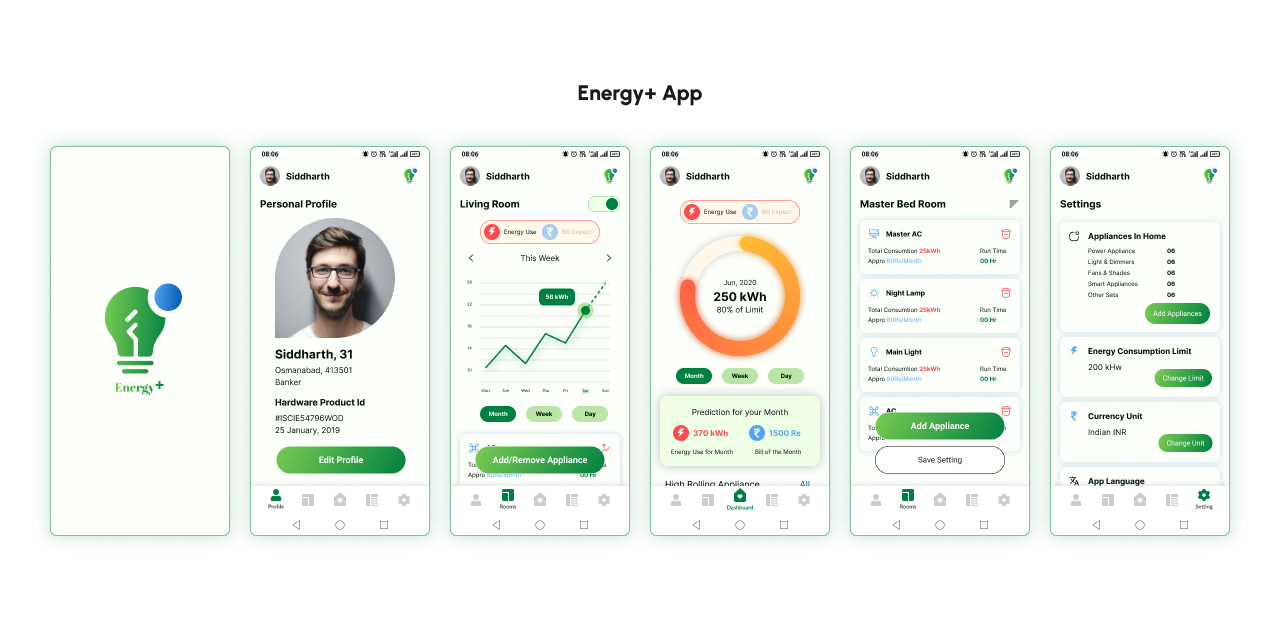 Energy+ App
Energy+
08:06
Siddharth
Personal Profile
Siddharth, 31
Osmanabad, 413501
Banker
Hardware Product Id
#ISCIE54796WOD
25 January, 2019
Edit Profile
Profile
08:06
Siddharth
Living Room
Energy Use
Bill Expect
This Week
56 kWh
26
22
18
14
10
Mon Tue Wed Thu Fri Sat Sun
Month Week Day
Add/Remove Appliance
Appro 80Rs/Month
00 Hr
Rooms
08:06
Siddharth
Energy Use
Bill Expect
Jun, 2020
250 kWh
80% of Limit
Month Week Day
Prediction for your Month
370 kWh
1500 Rs
Energy Use for Month
Bill of the Month
High Rolling Appliance All
Dashboard
08:06
Siddharth
Master Bed Room
Master AC
Total Consumtion 25kWh Run Time
Appro 80Rs/Month 00 Hr
Night Lamp
Total Consumtion 25kWh Run Time
Appro 80Rs/Month 00 Hr
Main Light
Total Consumtion 25kWh Run Time
Appro 80Rs/Month 00 Hr
AC
Add Appliance
Save Setting
Rooms
08:06
Siddharth
Settings
Appliances In Home
Power Appliance 06
Light & Dimmers 06
Fans & Shades 06
Smart Appliances 06
Other Sets 06
Add Appliances
Energy Consumption Limit
200 kHw
Change Limit
Currency Unit
Indian INR
Change Unit
App Language
Setting